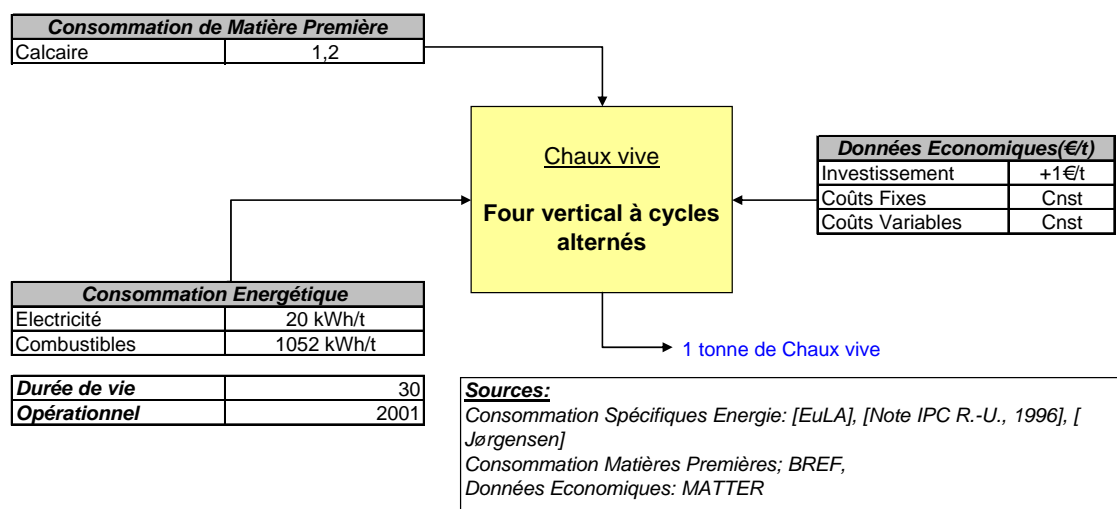 Consommation de Matière Première
Calcaire 1,2
Chaux vive
Four vertical à cycles
alternés
Données Economiques(€/t)
Investissement +1€/t
Coûts Fixes Cnst
Coûts Variables Cnst
Consommation Energétique
Electricité 20 kWh/t
Combustibles 1052 kWh/t
1 tonne de Chaux vive
Durée de vie 30
Opérationnel 2001
Sources:
Consommation Spécifiques Energie: [EuLA], [Note IPC R.-U., 1996], [
Jørgensen]
Consommation Matières Premières; BREF,
Données Economiques: MATTER